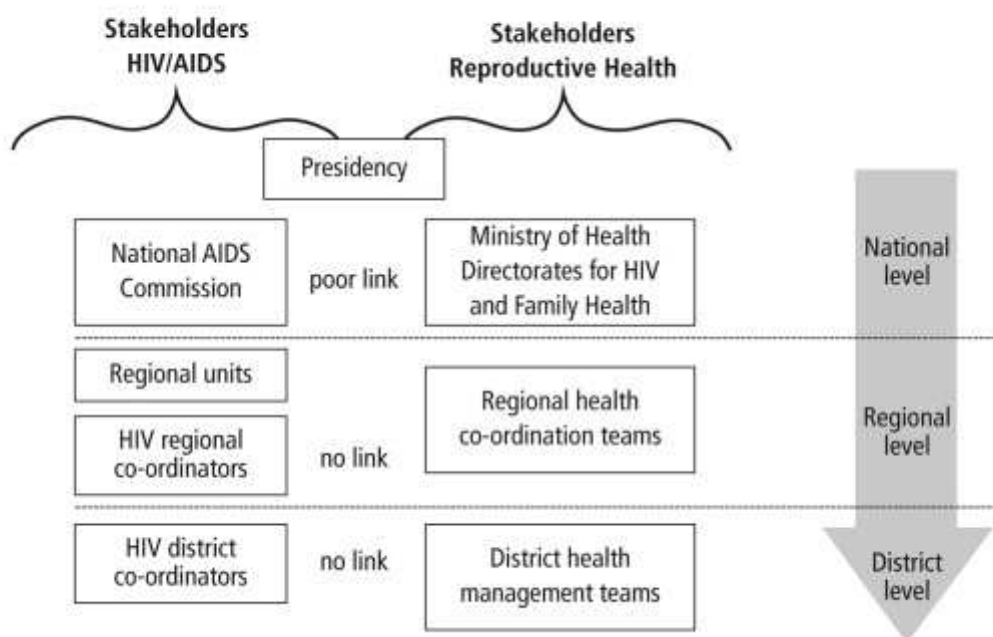 Stakeholders
HIV/AIDS
Stakeholders
Reproductive Health
Presidency
National AIDS
Commission
poor link
Ministry of Health
Directorates for HIV
and Family Health
National
level
Regional units
HIV regional
co-ordinators
no link
Regional health
co-ordination teams
Regional
level
HIV district
co-ordinators
no link
District health
management teams
District
level